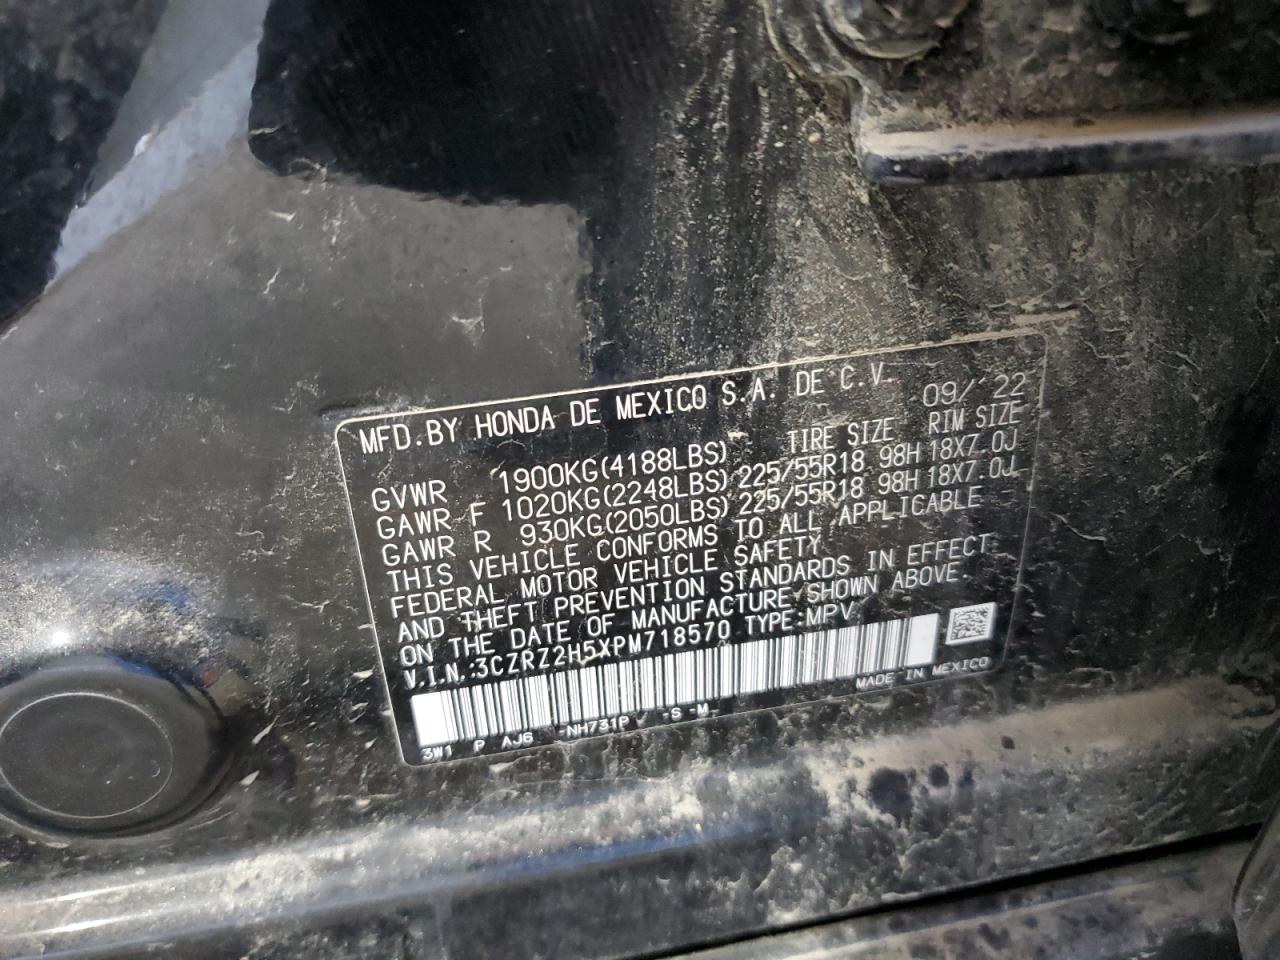 MFD. BY HONDA DE MEXICO S.A. DE C.V. 09/'22
GVWR 1900KG(4188LBS) TIRE SIZE RIM SIZE
GAWR F 1020KG(2248LBS) 225/55R18 98H 18X7.0J
GAWR R 930KG(2050LBS) 225/55R18 98H 18X7.0J
THIS VEHICLE CONFORMS TO ALL APPLICABLE
FEDERAL MOTOR VEHICLE SAFETY
AND THEFT PREVENTION STANDARDS IN EFFECT
ON THE DATE OF MANUFACTURE SHOWN ABOVE.
V.I.N.:3CZRZ2H5XPM718570 TYPE:MPV
MADE IN MEXICO
3W1 P AJ6 -NH731P -S -M